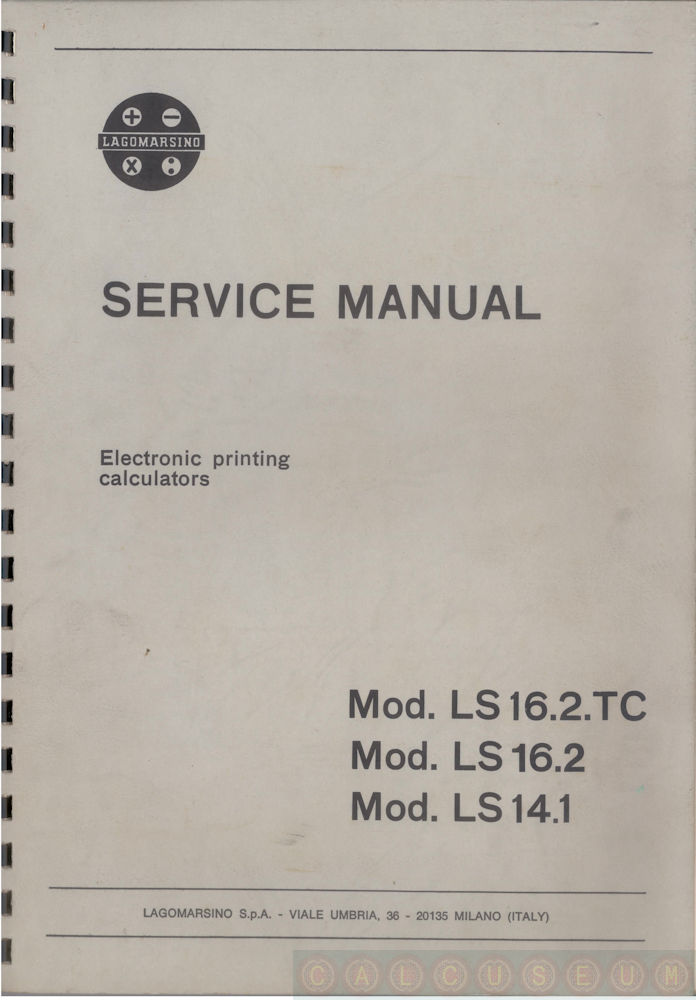 + −
LAGOMARSINO
x :
SERVICE MANUAL
Electronic printing
calculators
Mod. LS 16.2.TC
Mod. LS 16.2
Mod. LS 14.1
LAGOMARSINO S.p.A. - VIALE UMBRIA, 36 - 20135 MILANO (ITALY)
CALCUSEUM